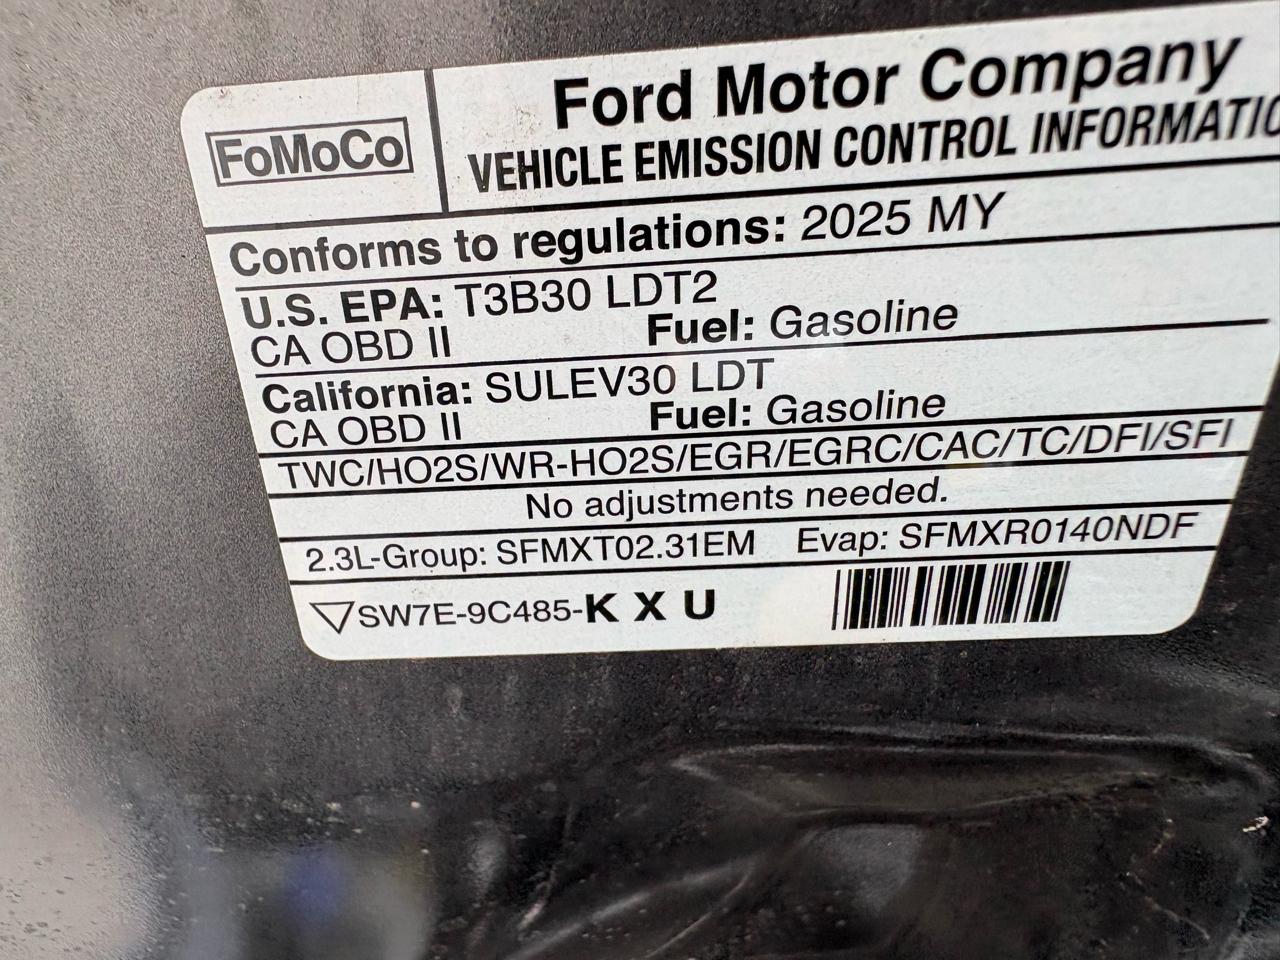 FoMoCo
Ford Motor Company
VEHICLE EMISSION CONTROL
Conforms to regulations: 2025 MY
U.S. EPA: T3B30 LDT2
CA OBD II Fuel: Gasoline
California: SULEV30 LDT
CA OBD II Fuel: Gasoline
TWC/HO2S/WR-HO2S/EGR/EGRC/CAC/TC/DFI/SFI
No adjustments needed.
2.3L-Group: SFMXT02.31EM Evap: SFMXR0140NDF
SW7E-9C485-K X U